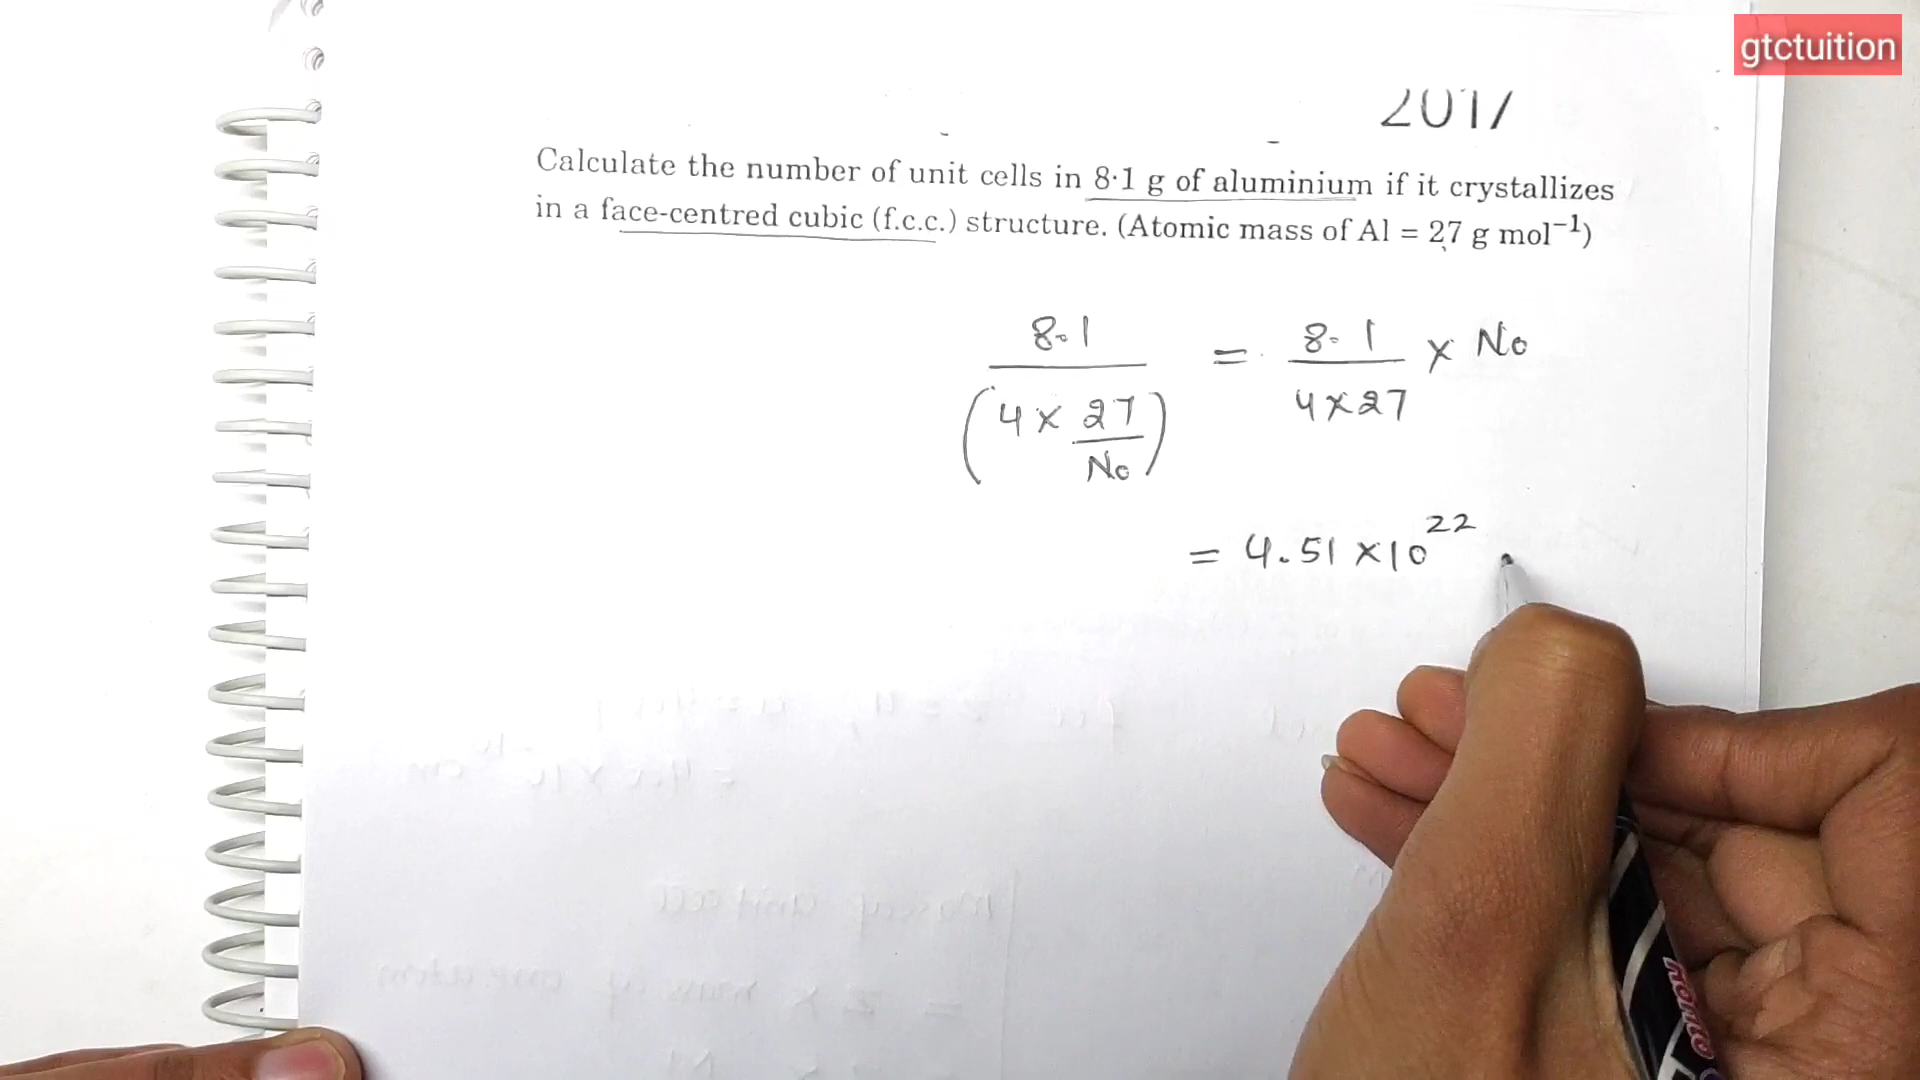 gtctuition
2017
Calculate the number of unit cells in 8·1 g of aluminium if it crystallizes
in a face-centred cubic (f.c.c.) structure. (Atomic mass of Al = 27 g mol⁻¹)
8.1 / (4 × 27/No) = 8.1 / 4×27 × No
= 4.51 ×10²²